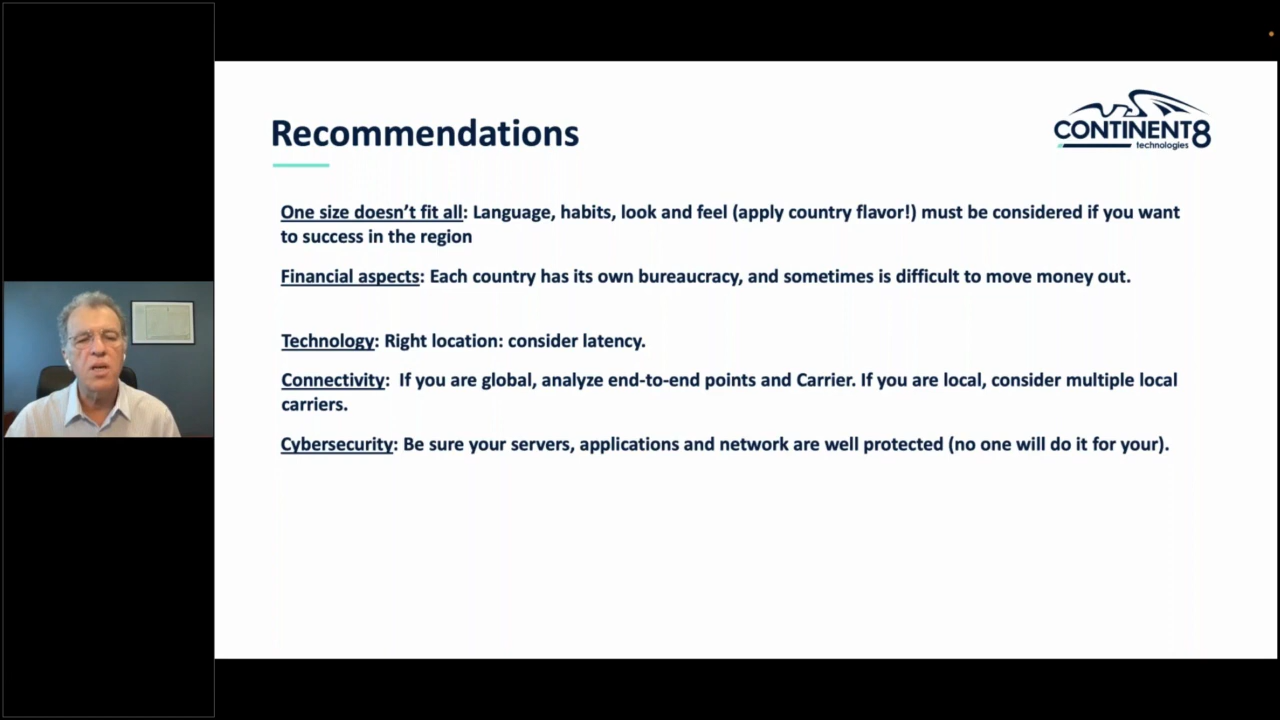 Recommendations
CONTINENT8
technologies
One size doesn’t fit all: Language, habits, look and feel (apply country flavor!) must be considered if you want
to success in the region
Financial aspects: Each country has its own bureaucracy, and sometimes is difficult to move money out.
Technology: Right location: consider latency.
Connectivity:  If you are global, analyze end-to-end points and Carrier. If you are local, consider multiple local
carriers.
Cybersecurity: Be sure your servers, applications and network are well protected (no one will do it for your).